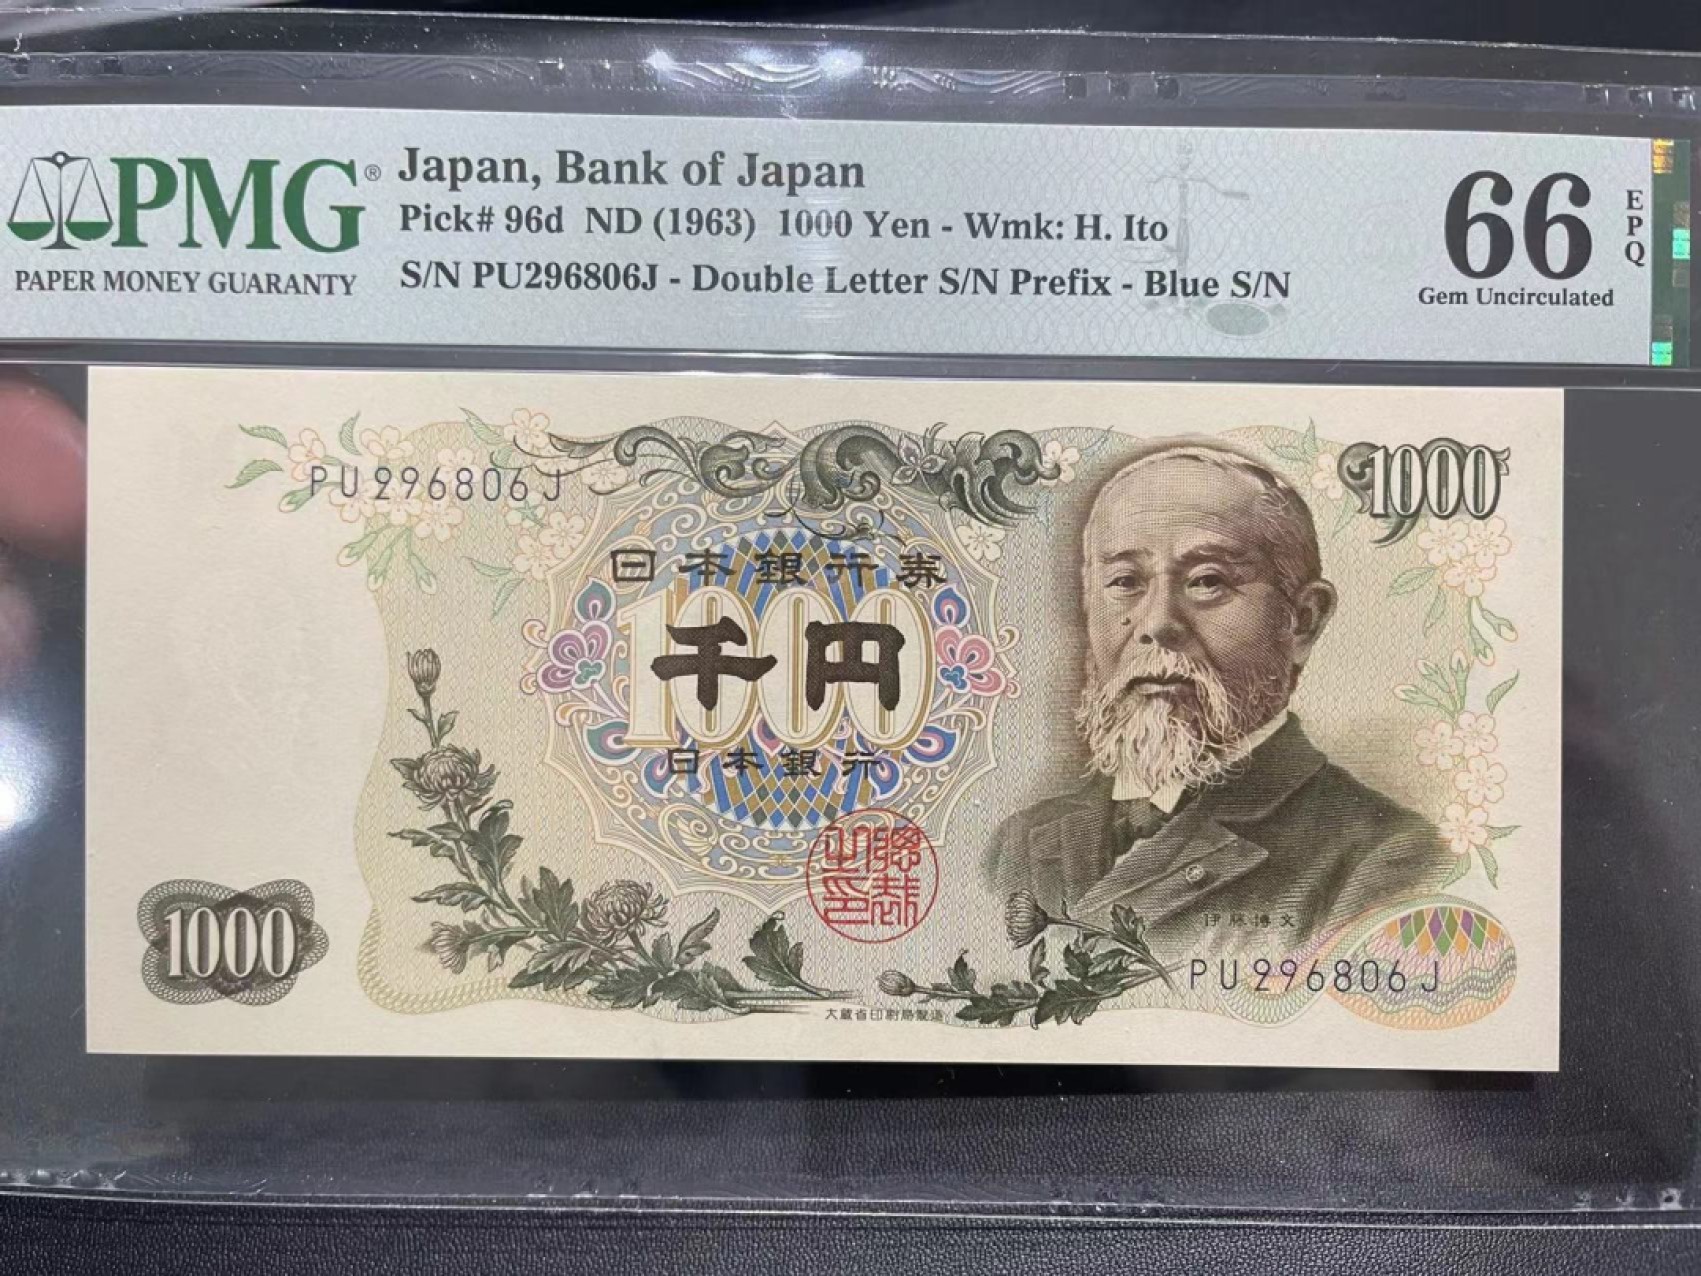 PMG® Japan, Bank of Japan
Pick# 96d ND (1963) 1000 Yen - Wmk: H. Ito
PAPER MONEY GUARANTY S/N PU296806J - Double Letter S/N Prefix - Blue S/N
66 EPQ
Gem Uncirculated
PU296806J
1000
日本銀行券
1000
千円
日本銀行
1000
伊藤博文
PU296806J
大蔵省印刷局製造